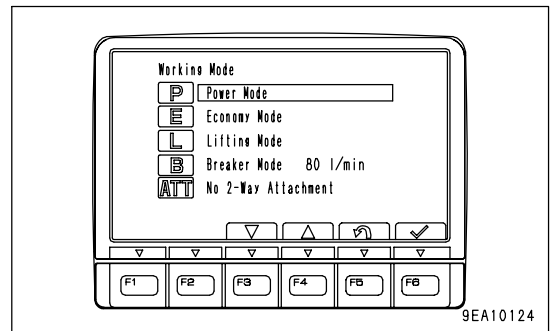 Working Mode
P Power Mode
E Economy Mode
L Lifting Mode
B Breaker Mode 80 l/min
ATT No 2-Way Attachment
F1 F2 F3 F4 F5 F6
9EA10124